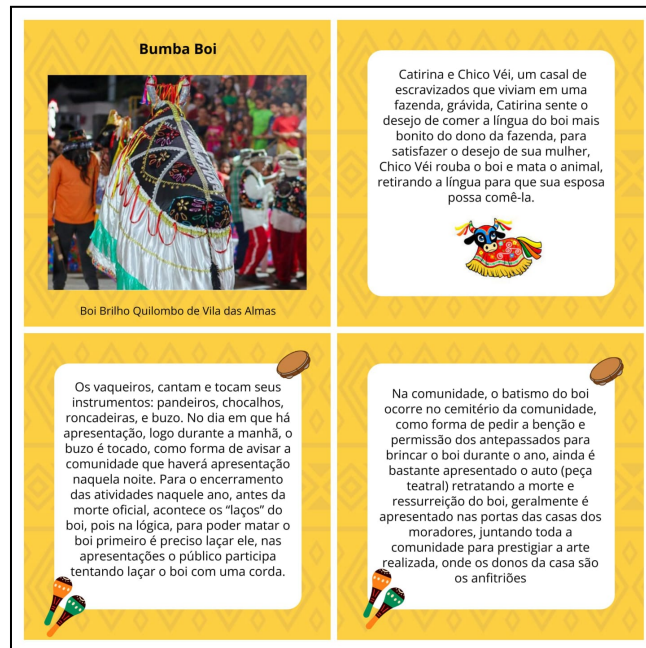 Bumba Boi
Boi Brilho Quilombo de Vila das Almas
Catirina e Chico Véi, um casal de
escravizados que viviam em uma
fazenda, grávida, Catirina sente o
desejo de comer a língua do boi mais
bonito do dono da fazenda, para
satisfazer o desejo de sua mulher,
Chico Véi rouba o boi e mata o animal,
retirando a língua para que sua esposa
possa comê-la.
Os vaqueiros, cantam e tocam seus
instrumentos: pandeiros, chocalhos,
roncadeiras, e buzo. No dia em que há
apresentação, logo durante a manhã, o
buzo é tocado, como forma de avisar a
comunidade que haverá apresentação
naquela noite. Para o encerramento
das atividades naquele ano, antes da
morte oficial, acontece os “laços” do
boi, pois na lógica, para poder matar o
boi primeiro é preciso laçar ele, nas
apresentações o público participa
tentando laçar o boi com uma corda.
Na comunidade, o batismo do boi
ocorre no cemitério da comunidade,
como forma de pedir a benção e
permissão dos antepassados para
brincar o boi durante o ano, ainda é
bastante apresentado o auto (peça
teatral) retratando a morte e
ressurreição do boi, geralmente é
apresentado nas portas das casas dos
moradores, juntando toda a
comunidade para prestigiar a arte
realizada, onde os donos da casa são
os anfitriões